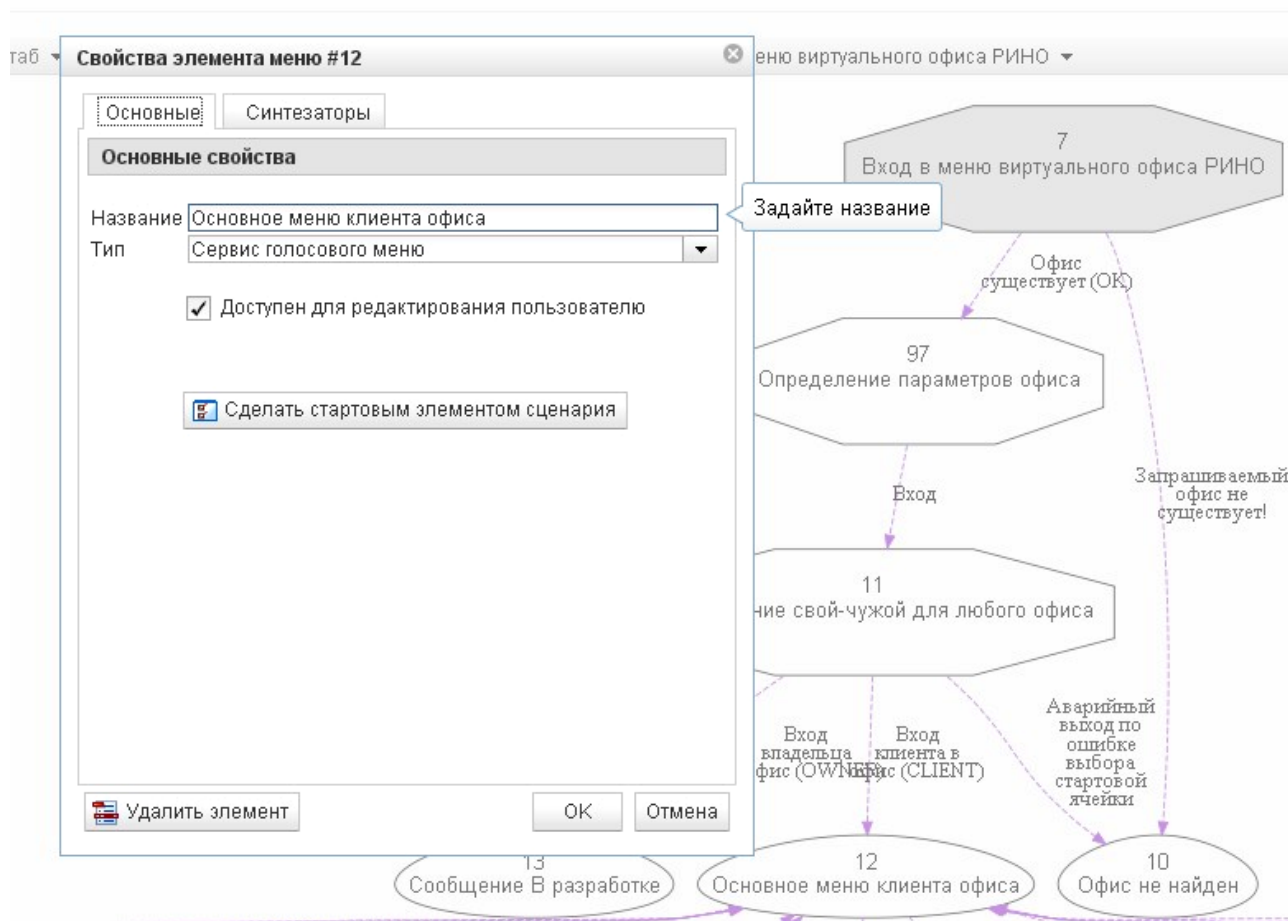 таб
Свойства элемента меню #12
еню виртуального офиса РИНО
Основные
Синтезаторы
Основные свойства
Название
Основное меню клиента офиса
Задайте название
Тип
Сервис голосового меню
Доступен для редактирования пользователю
Сделать стартовым элементом сценария
Удалить элемент
ОК
Отмена
7
Вход в меню виртуального офиса РИНО
Офис
существует (OK)
97
Определение параметров офиса
Вход
Запрашиваемый
офис не
существует!
11
ние свой-чужой для любого офиса
Вход
владельца
фис (OWNER)
Вход
клиента в
офис (CLIENT)
Аварийный
выход по
ошибке
выбора
стартовой
ячейки
13
Сообщение В разработке
12
Основное меню клиента офиса
10
Офис не найден